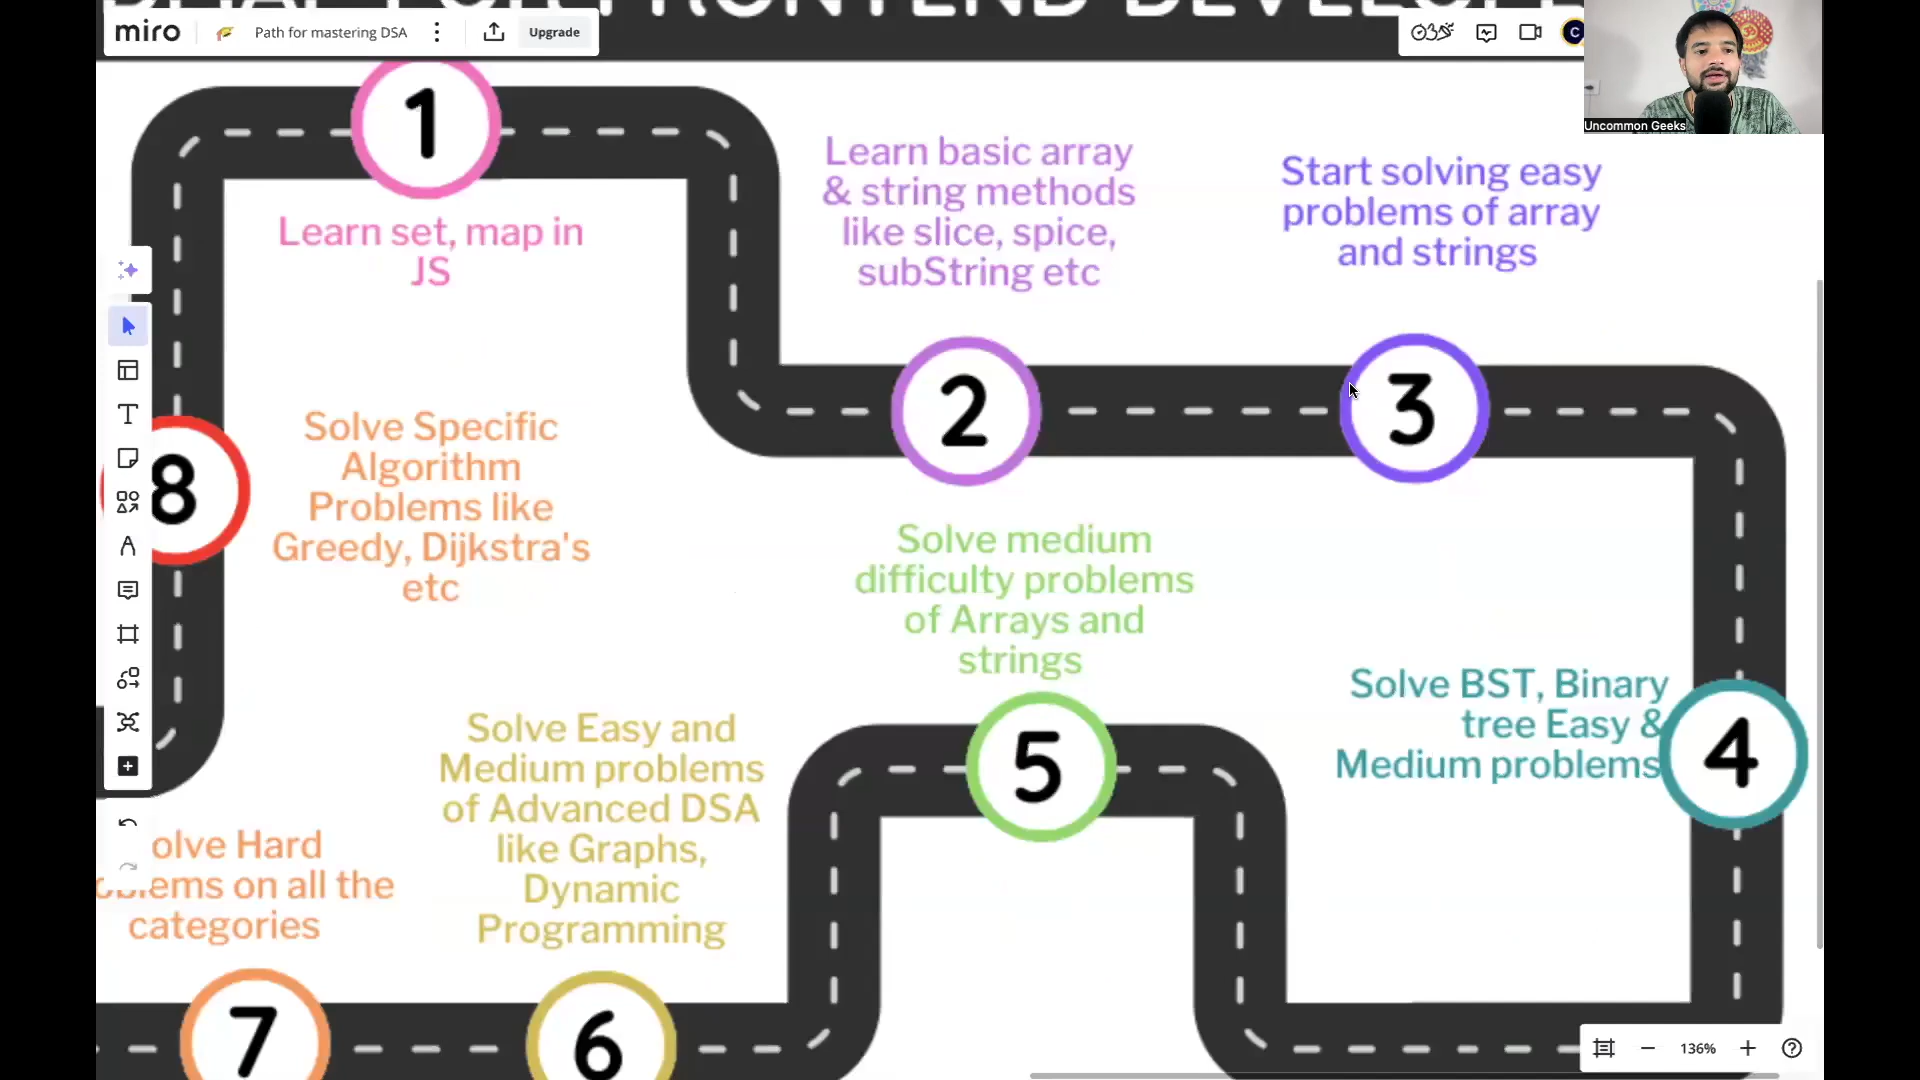 FRONTEND DEVELOPE
miro
Path for mastering DSA
Upgrade
C
Uncommon Geeks
1
Learn set, map in
JS
Learn basic array
& string methods
like slice, spice,
subString etc
Start solving easy
problems of array
and strings
2
3
8
Solve Specific
Algorithm
Problems like
Greedy, Dijkstra's
etc
Solve medium
difficulty problems
of Arrays and
strings
Solve BST, Binary
tree Easy &
Medium problems
4
5
Solve Easy and
Medium problems
of Advanced DSA
like Graphs,
Dynamic
Programming
olve Hard
lems on all the
categories
7
6
136%